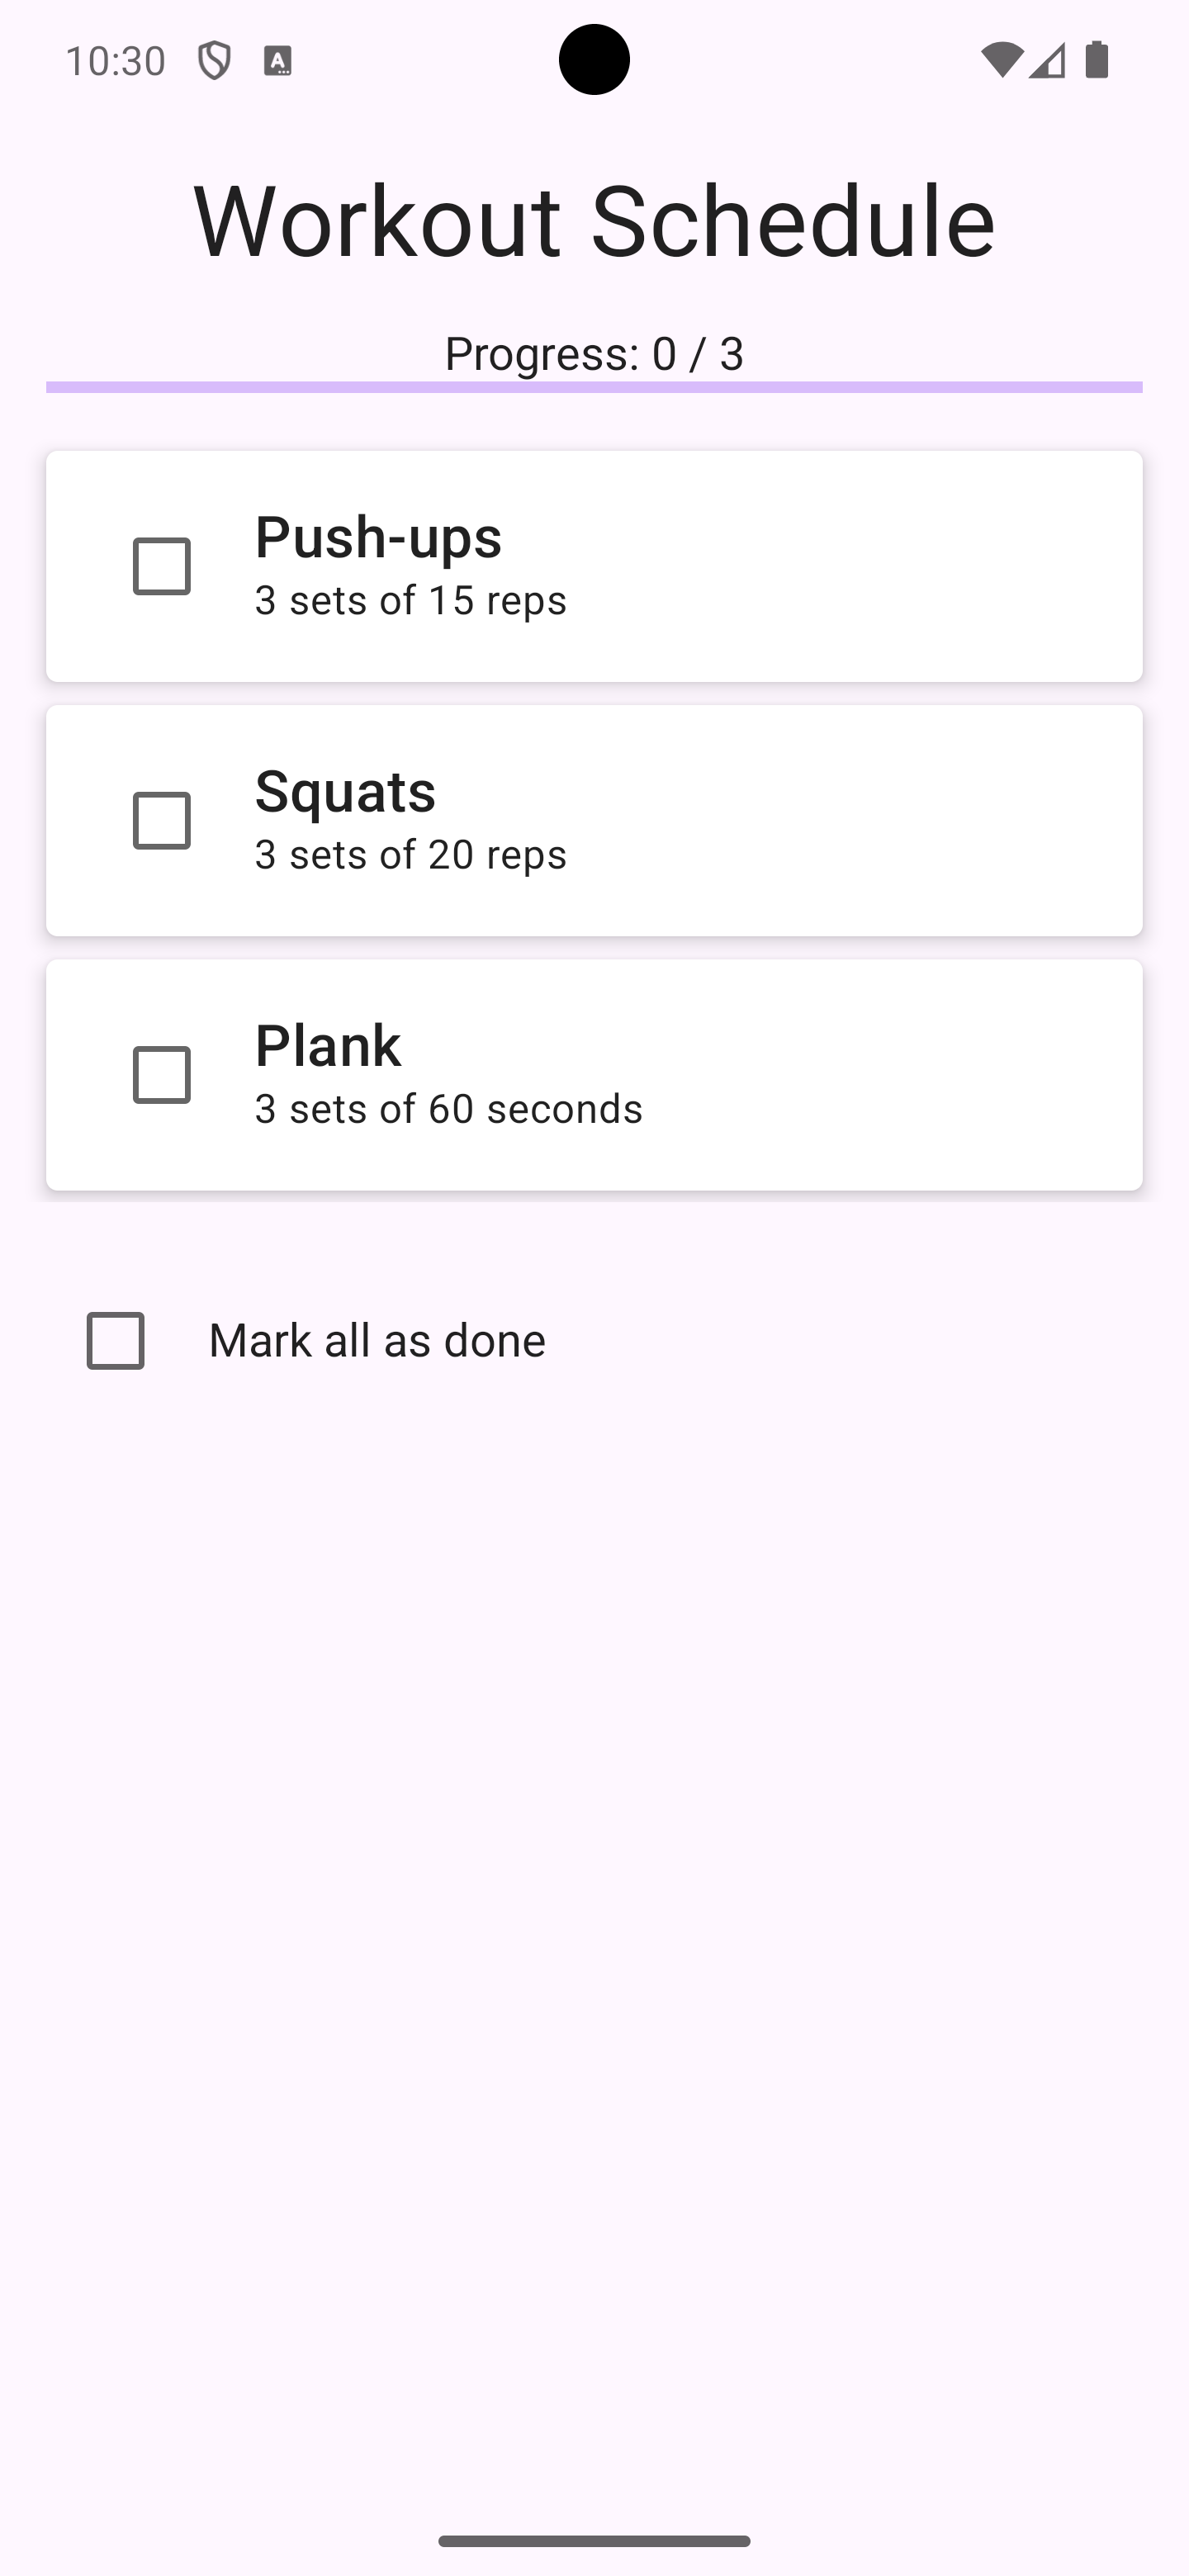 10:30
Workout Schedule
Progress: 0 / 3
Push-ups
3 sets of 15 reps
Squats
3 sets of 20 reps
Plank
3 sets of 60 seconds
Mark all as done